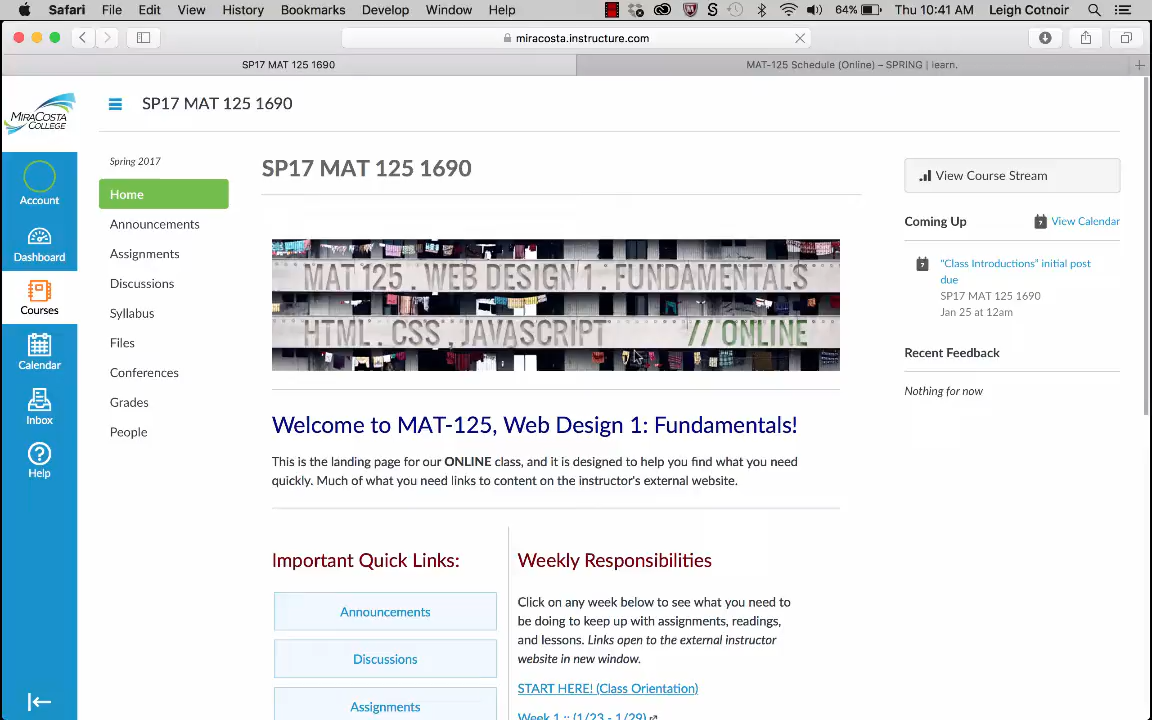 Safari File Edit View History Bookmarks Develop Window Help 64% Thu 10:41 AM Leigh Cotnoir
miracosta.instructure.com
SP17 MAT 125 1690
MAT-125 Schedule (Online) – SPRING | learn.
MIRACOSTA
COLLEGE
SP17 MAT 125 1690
Account
Dashboard
Courses
Calendar
Inbox
Help
Spring 2017
Home
Announcements
Assignments
Discussions
Syllabus
Files
Conferences
Grades
People
SP17 MAT 125 1690
MAT 125 . WEB DESIGN 1 . FUNDAMENTALS
HTML . CSS . JAVASCRIPT // ONLINE
Welcome to MAT-125, Web Design 1: Fundamentals!
This is the landing page for our ONLINE class, and it is designed to help you find what you need
quickly. Much of what you need links to content on the instructor's external website.
Important Quick Links:
Announcements
Discussions
Assignments
Weekly Responsibilities
Click on any week below to see what you need to
be doing to keep up with assignments, readings,
and lessons. Links open to the external instructor
website in new window.
START HERE! (Class Orientation)
Week 1 :: (1/23 - 1/29)
View Course Stream
Coming Up
View Calendar
"Class Introductions" initial post
due
SP17 MAT 125 1690
Jan 25 at 12am
Recent Feedback
Nothing for now